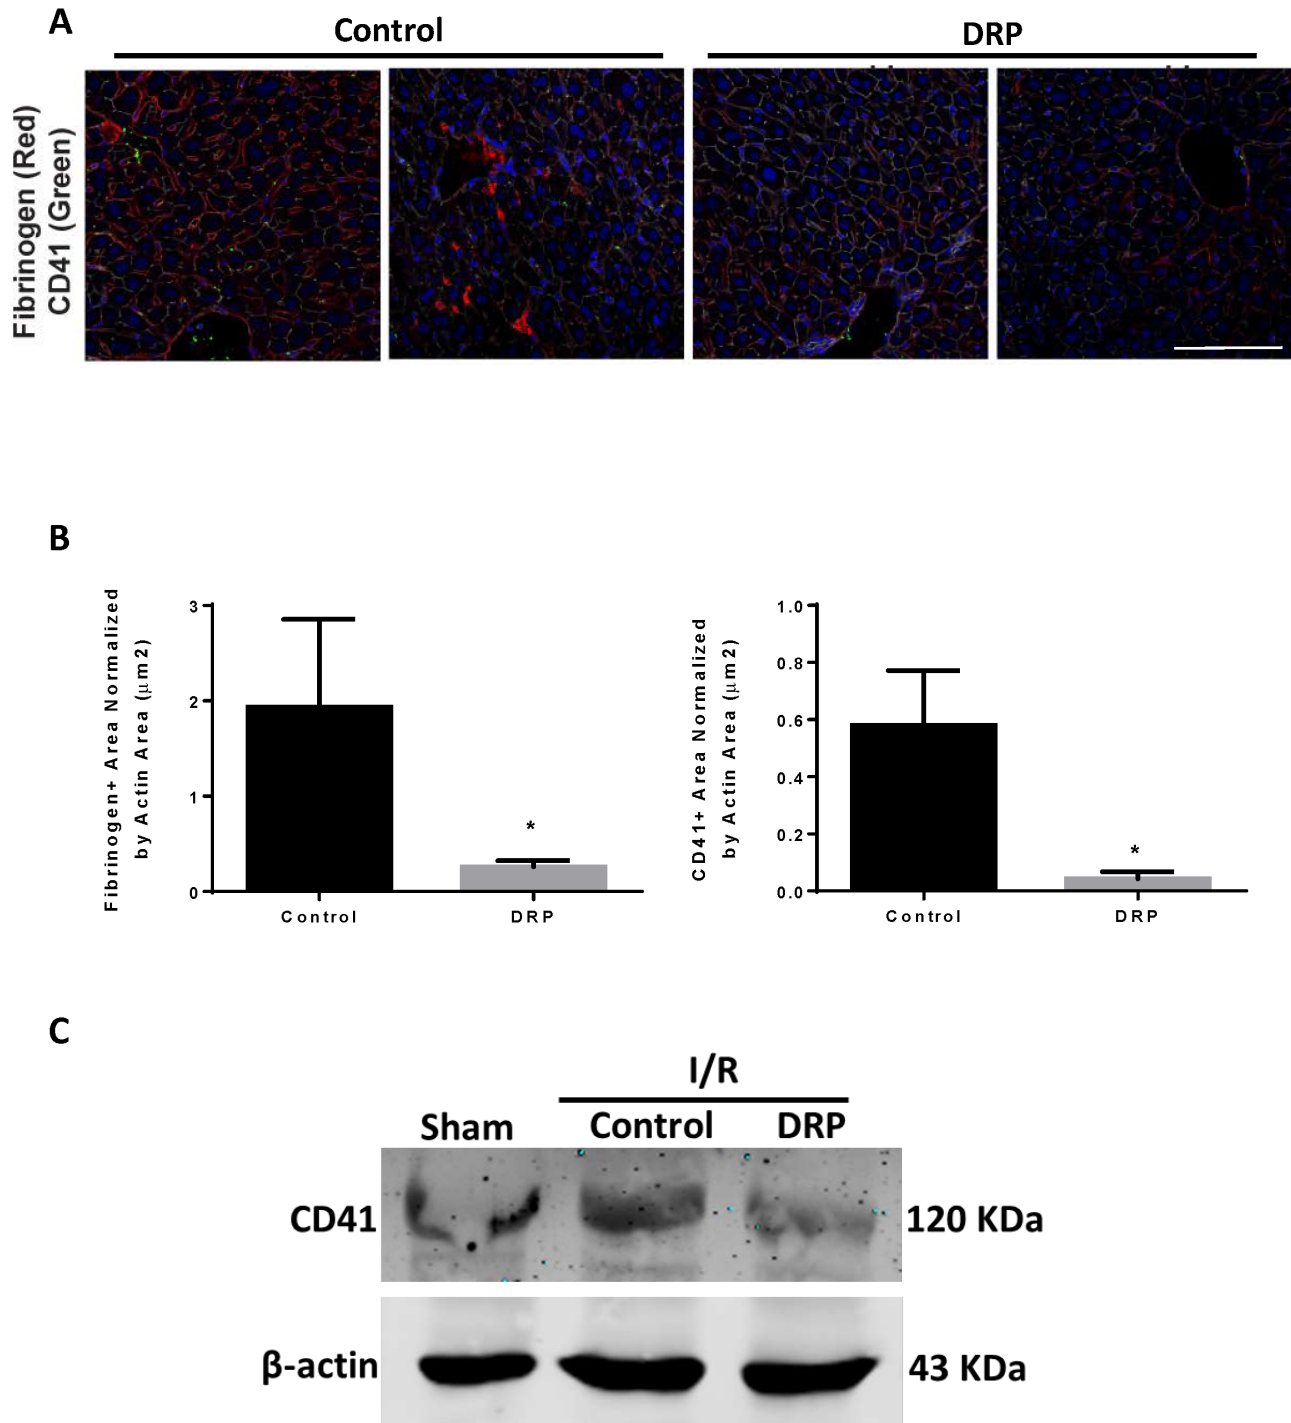 A
Control
DRP
Fibrinogen (Red)
CD41 (Green)
B
Fibrinogen+ Area Normalized
by Actin Area (μm2)
3
2
1
0
*
Control
DRP
CD41+ Area Normalized
by Actin Area (μm2)
1.0
0.8
0.6
0.4
0.2
0.0
*
Control
DRP
C
I/R
Sham
Control
DRP
CD41
120 KDa
β-actin
43 KDa